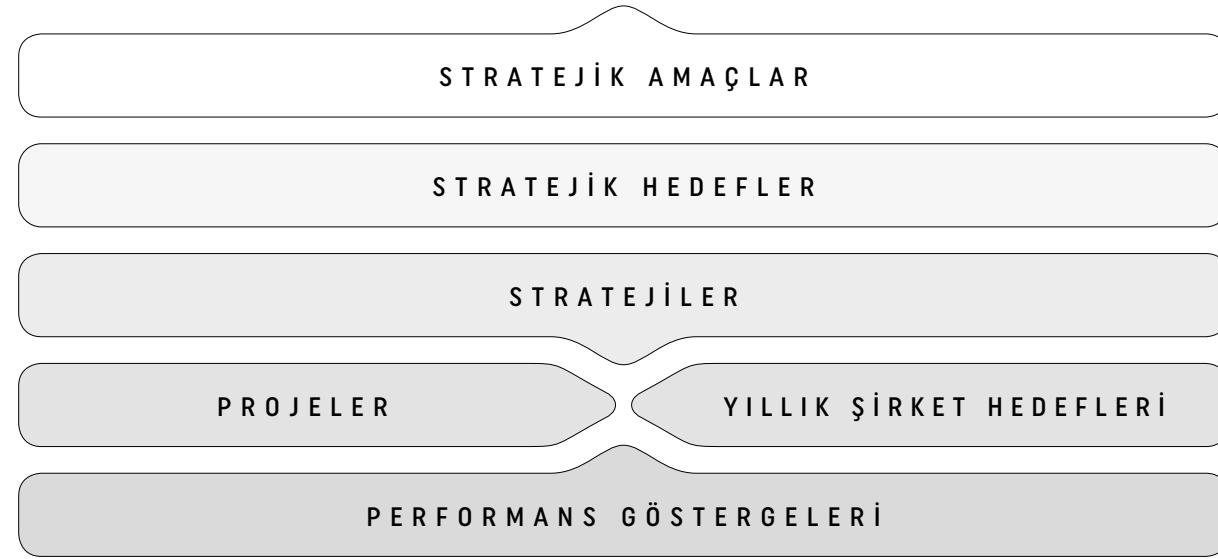 STRATEJİK AMAÇLAR
STRATEJİK HEDEFLER
STRATEJİLER
PROJELER
YILLIK ŞİRKET HEDEFLERİ
PERFORMANS GÖSTERGELERİ